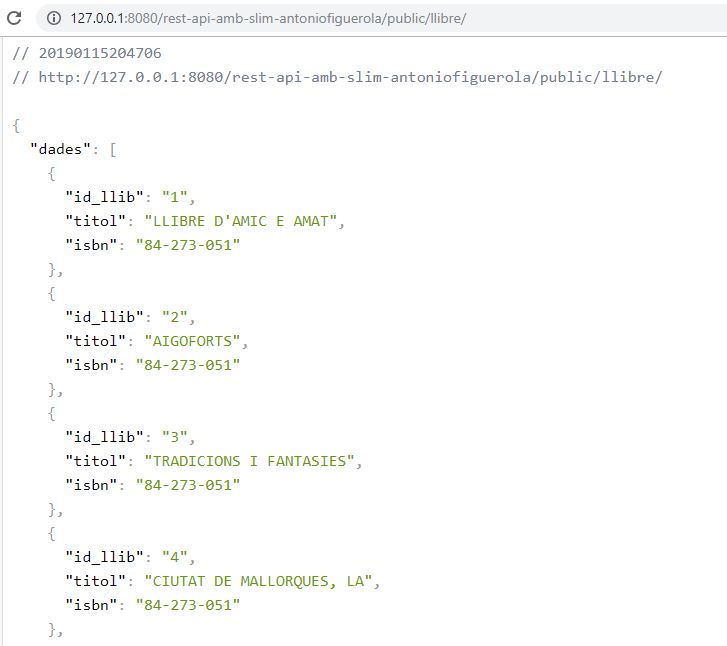 127.0.0.1:8080/rest-api-amb-slim-antoniofiguerola/public/llibre/
// 20190115204706
// http://127.0.0.1:8080/rest-api-amb-slim-antoniofiguerola/public/llibre/
{
"dades": [
{
"id_llib": "1",
"titol": "LLIBRE D'AMIC E AMAT",
"isbn": "84-273-051"
},
{
"id_llib": "2",
"titol": "AIGOFORTS",
"isbn": "84-273-051"
},
{
"id_llib": "3",
"titol": "TRADICIONS I FANTASIES",
"isbn": "84-273-051"
},
{
"id_llib": "4",
"titol": "CIUTAT DE MALLORQUES, LA",
"isbn": "84-273-051"
},